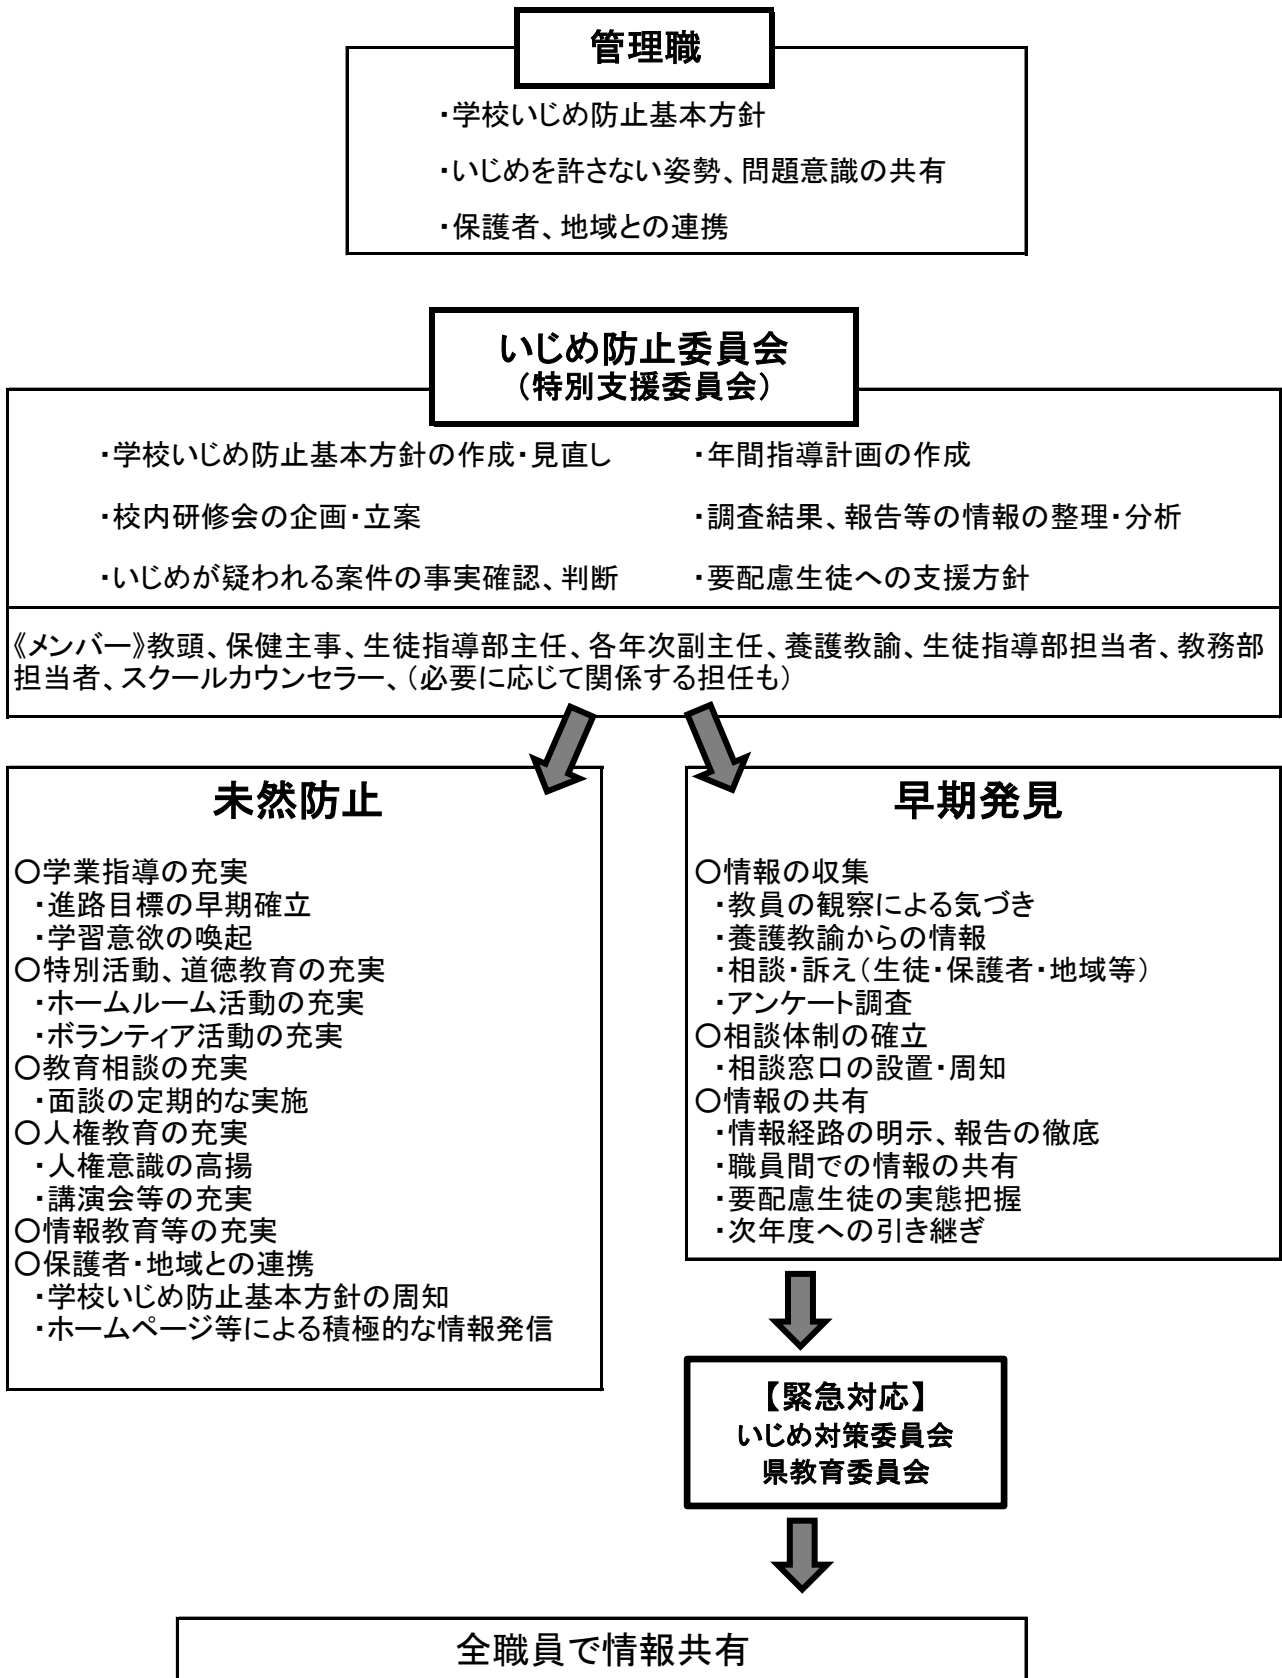 管理職
・学校いじめ防止基本方針
・いじめを許さない姿勢、問題意識の共有
・保護者、地域との連携
いじめ防止委員会
（特別支援委員会）
・学校いじめ防止基本方針の作成・見直し
・年間指導計画の作成
・校内研修会の企画・立案
・調査結果、報告等の情報の整理・分析
・いじめが疑われる案件の事実確認、判断
・要配慮生徒への支援方針
《メンバー》教頭、保健主事、生徒指導部主任、各年次副主任、養護教諭、生徒指導部担当者、教務部
担当者、スクールカウンセラー、（必要に応じて関係する担任も）
未然防止
○学業指導の充実
・進路目標の早期確立
・学習意欲の喚起
○特別活動、道徳教育の充実
・ホームルーム活動の充実
・ボランティア活動の充実
○教育相談の充実
・面談の定期的な実施
○人権教育の充実
・人権意識の高揚
・講演会等の充実
○情報教育等の充実
○保護者・地域との連携
・学校いじめ防止基本方針の周知
・ホームページ等による積極的な情報発信
早期発見
○情報の収集
・教員の観察による気づき
・養護教諭からの情報
・相談・訴え（生徒・保護者・地域等）
・アンケート調査
○相談体制の確立
・相談窓口の設置・周知
○情報の共有
・情報経路の明示、報告の徹底
・職員間での情報の共有
・要配慮生徒の実態把握
・次年度への引き継ぎ
【緊急対応】
いじめ対策委員会
県教育委員会
全職員で情報共有